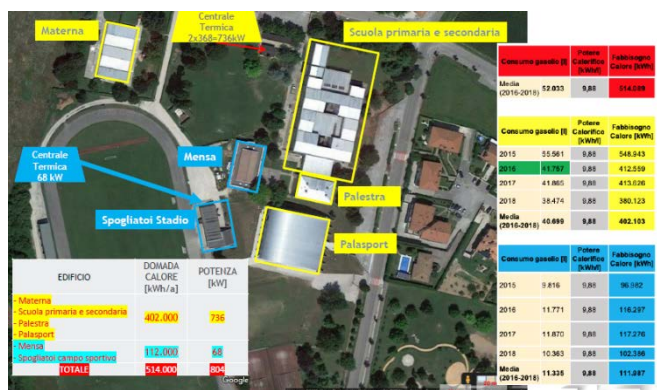 Materna
Centrale
Termica
2x368=736kW
Scuola primaria e secondaria
Centrale
Termica
68 kW
Mensa
Spogliatoi Stadio
Palestra
Palasport
EDIFICIO
DOMADA
CALORE
[kWh/a]
POTENZA
[kW]
- Materna
- Scuola primaria e secondaria
- Palestra
- Palasport
402.000
736
- Mensa
- Spogliatoi campo sportivo
112.000
68
TOTALE
514.000
804
Google
Consumo gasolio [l]
Potere
Calorifico
[kWh/l]
Fabbisogno
Calore [kWh]
Media
(2016-2018)
52.033
9,88
514.089
Consumo gasolio [l]
Potere
Calorifico
[kWh/l]
Fabbisogno
Calore [kWh]
2015
55.561
9,88
548.943
2016
41.757
9,88
412.559
2017
41.865
9,88
413.626
2018
38.474
9,88
380.123
Media
(2016-2018)
40.699
9,88
402.103
Consumo gasolio [l]
Potere
Calorifico
[kWh/l]
Fabbisogno
Calore [kWh]
2015
9.816
9,88
96.982
2016
11.771
9,88
116.297
2017
11.870
9,88
117.276
2018
10.363
9,88
102.386
Media
(2016-2018)
11.335
9,88
111.987